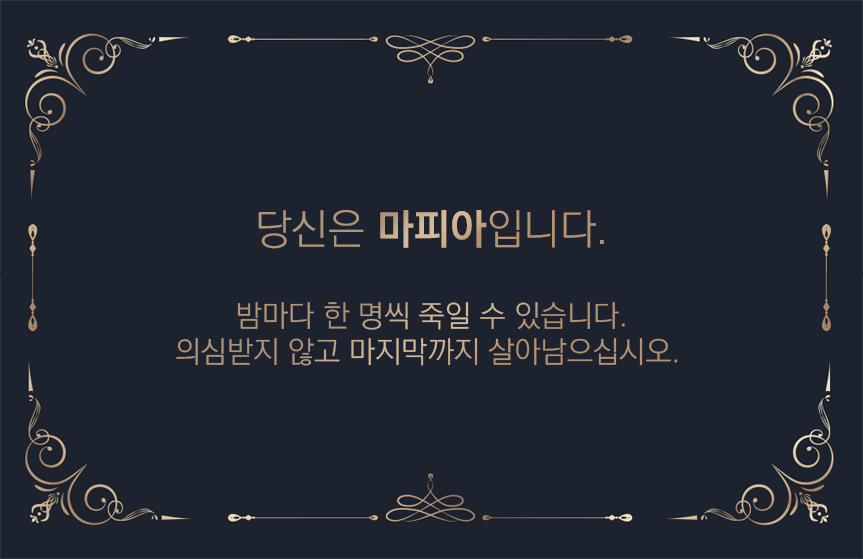 당신은 마피아입니다.
밤마다 한 명씩 죽일 수 있습니다.
의심받지 않고 마지막까지 살아남으십시오.